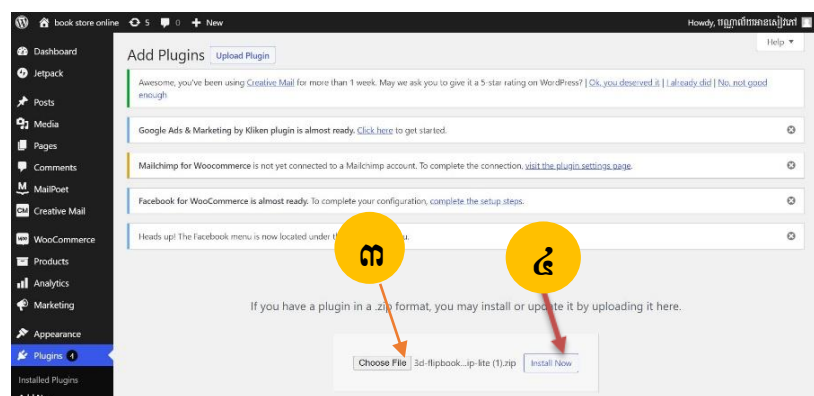 book store online 5 0 + New Howdy, បណ្ណាល័យអានសៀវភៅ
Help ▼
Dashboard
Jetpack
Posts
Media
Pages
Comments
MailPoet
Creative Mail
WooCommerce
Products
Analytics
Marketing
Appearance
Plugins 4
Installed Plugins
Add Plugins Upload Plugin
Awesome, you've been using Creative Mail for more than 1 week. May we ask you to give it a 5-star rating on WordPress? | Ok, you deserved it | I already did | No, not good
enough
Google Ads & Marketing by Kliken plugin is almost ready. Click here to get started.
Mailchimp for Woocommerce is not yet connected to a Mailchimp account. To complete the connection, visit the plugin settings page.
Facebook for WooCommerce is almost ready. To complete your configuration, complete the setup steps.
Heads up! The Facebook menu is now located under
៣
៤
If you have a plugin in a .zip format, you may install or update it by uploading it here.
Choose File 3d-flipbook...ip-lite (1).zip Install Now